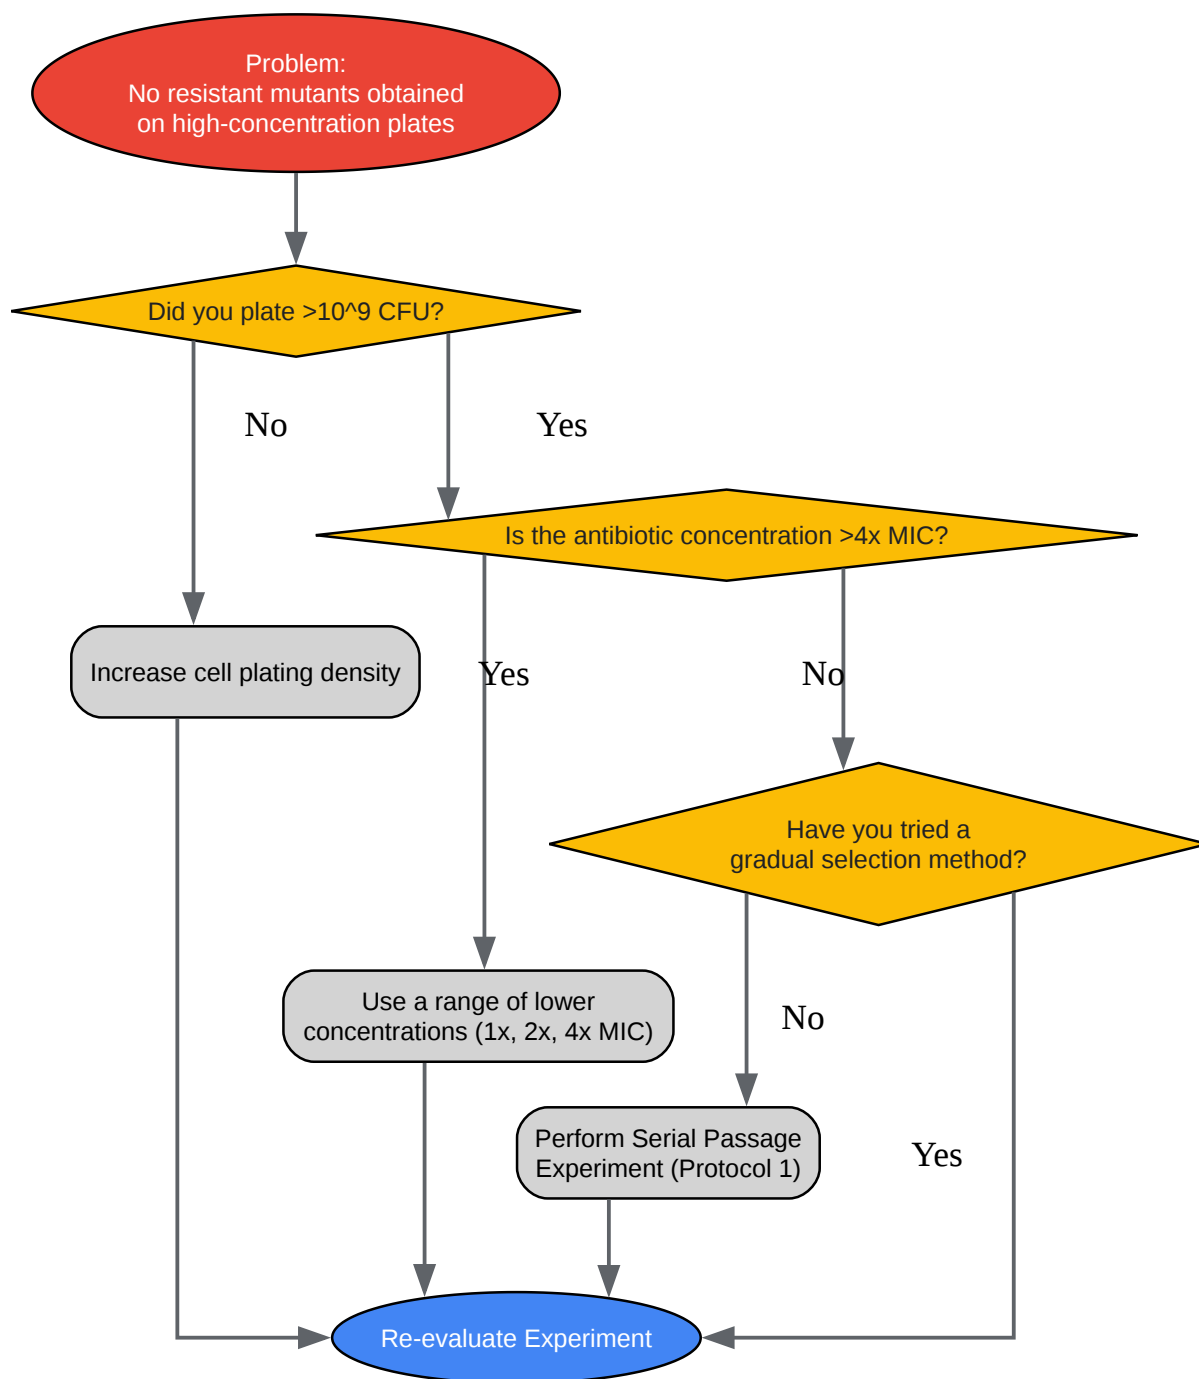 Problem:
No resistant mutants obtained
on high-concentration plates
Did you plate >10^9 CFU?
No
Yes
Is the antibiotic concentration >4x MIC?
Increase cell plating density
Yes
No
Have you tried a
gradual selection method?
Use a range of lower
concentrations (1x, 2x, 4x MIC)
No
Perform Serial Passage
Experiment (Protocol 1)
Yes
Re-evaluate Experiment